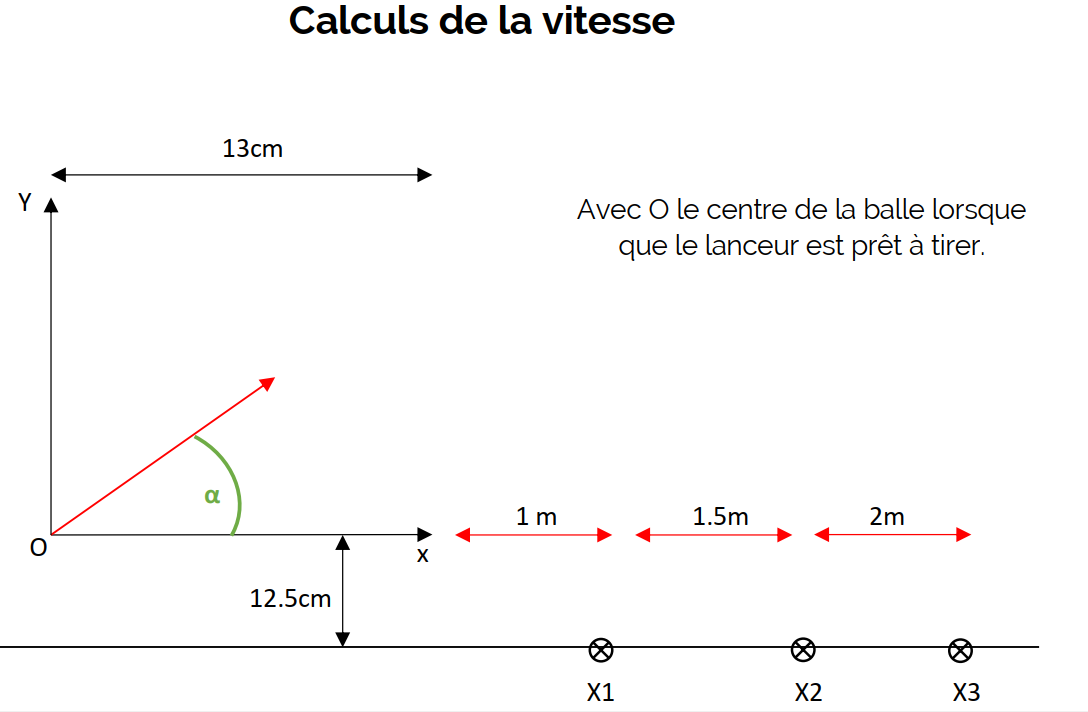 Calculs de la vitesse
13cm
Y
Avec O le centre de la balle lorsque
que le lanceur est prêt à tirer.
α
1 m
1.5m
2m
O
x
12.5cm
X1
X2
X3